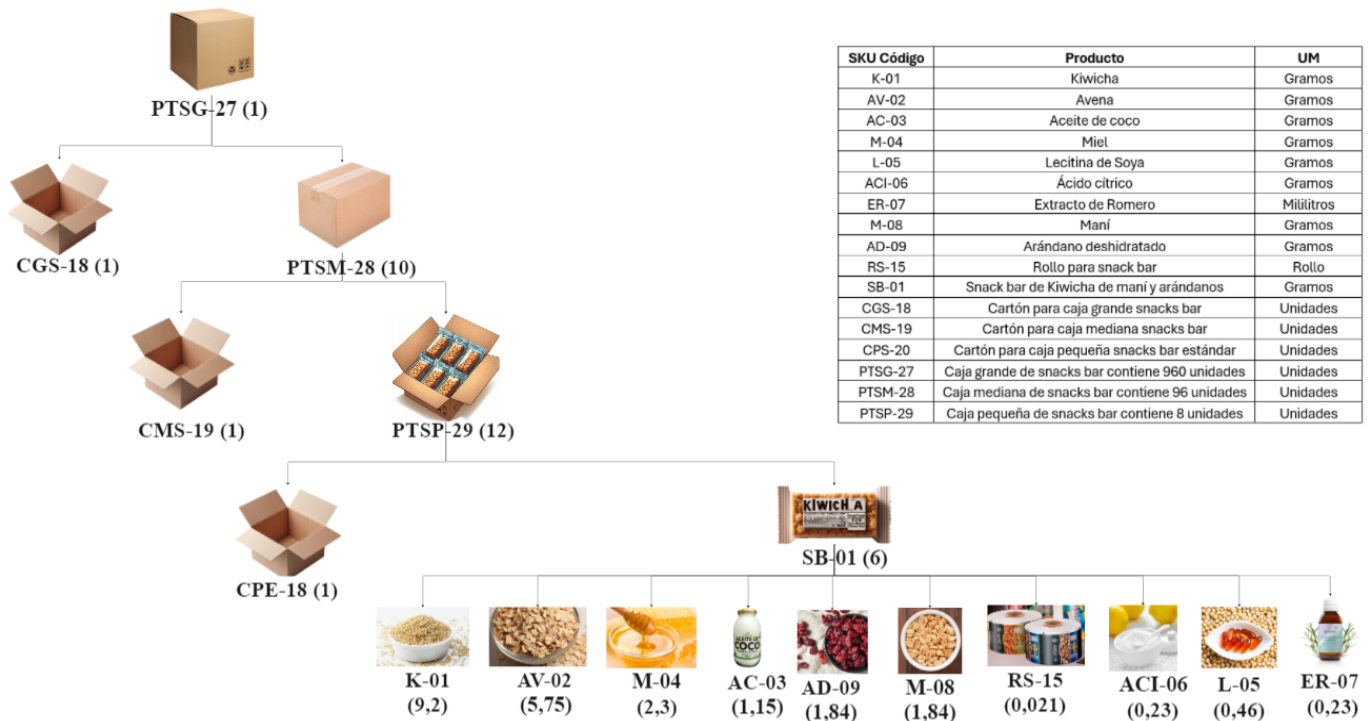 PTSG-27 (1)
CGS-18 (1)
PTSM-28 (10)
CMS-19 (1)
PTSP-29 (12)
CPE-18 (1)
KIWICH A
SB-01 (6)
ACEITE DE
COCO
K-01
(9,2)
AV-02
(5,75)
M-04
(2,3)
AC-03
(1,15)
AD-09
(1,84)
M-08
(1,84)
RS-15
(0,021)
ACI-06
(0,23)
L-05
(0,46)
ER-07
(0,23)
SKU Código Producto UM
K-01 Kiwicha Gramos
AV-02 Avena Gramos
AC-03 Aceite de coco Gramos
M-04 Miel Gramos
L-05 Lecitina de Soya Gramos
ACI-06 Ácido cítrico Gramos
ER-07 Extracto de Romero Mililitros
M-08 Maní Gramos
AD-09 Arándano deshidratado Gramos
RS-15 Rollo para snack bar Rollo
SB-01 Snack bar de Kiwicha de maní y arándanos Gramos
CGS-18 Cartón para caja grande snacks bar Unidades
CMS-19 Cartón para caja mediana snacks bar Unidades
CPS-20 Cartón para caja pequeña snacks bar estándar Unidades
PTSG-27 Caja grande de snacks bar contiene 960 unidades Unidades
PTSM-28 Caja mediana de snacks bar contiene 96 unidades Unidades
PTSP-29 Caja pequeña de snacks bar contiene 8 unidades Unidades